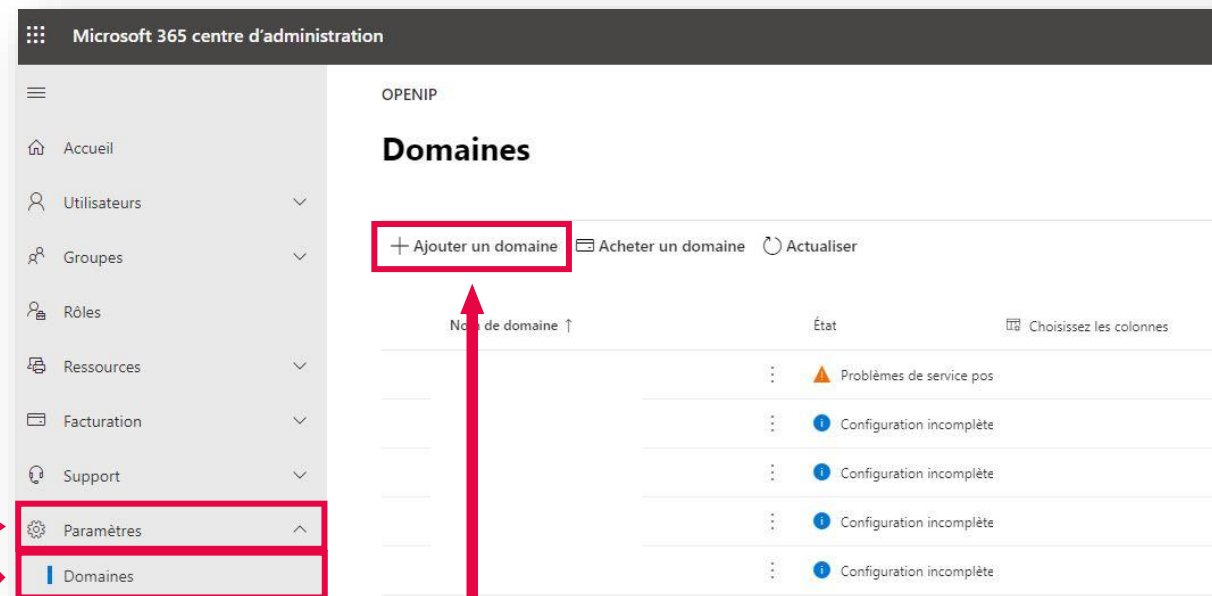 Microsoft 365 centre d'administration
OPENIP
Domaines
Accueil
Utilisateurs
Groupes
Rôles
Ressources
Facturation
Support
Paramètres
Domaines
Ajouter un domaine Acheter un domaine Actualiser
Nom de domaine ↑ État Choisissez les colonnes
Problèmes de service pos
Configuration incomplète
Configuration incomplète
Configuration incomplète
Configuration incomplète